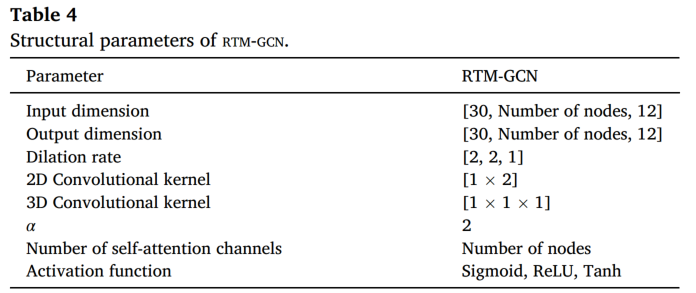 Table 4
Structural parameters of RTM-GCN.
Parameter RTM-GCN
Input dimension [30, Number of nodes, 12]
Output dimension [30, Number of nodes, 12]
Dilation rate [2, 2, 1]
2D Convolutional kernel [1 × 2]
3D Convolutional kernel [1 × 1 × 1]
α 2
Number of self-attention channels Number of nodes
Activation function Sigmoid, ReLU, Tanh